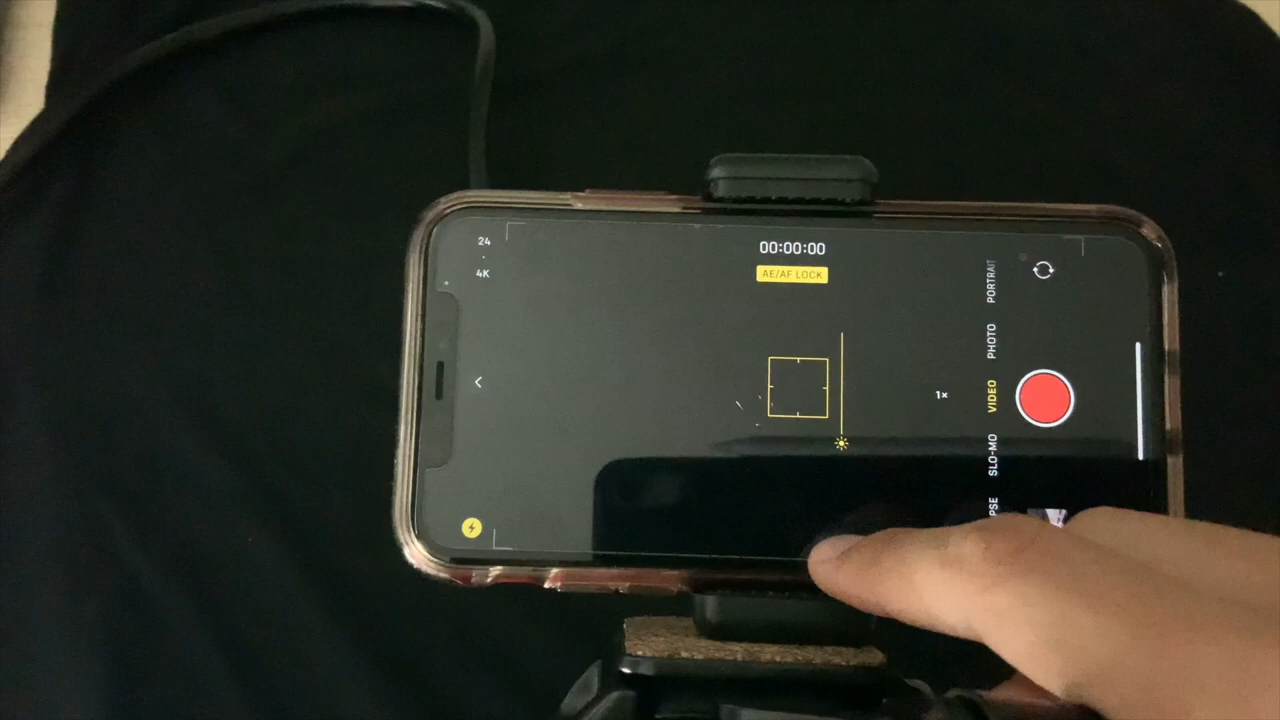 24
4K
00:00:00
AE/AF LOCK
1×
PORTRAIT
PHOTO
VIDEO
SLO-MO
PSE